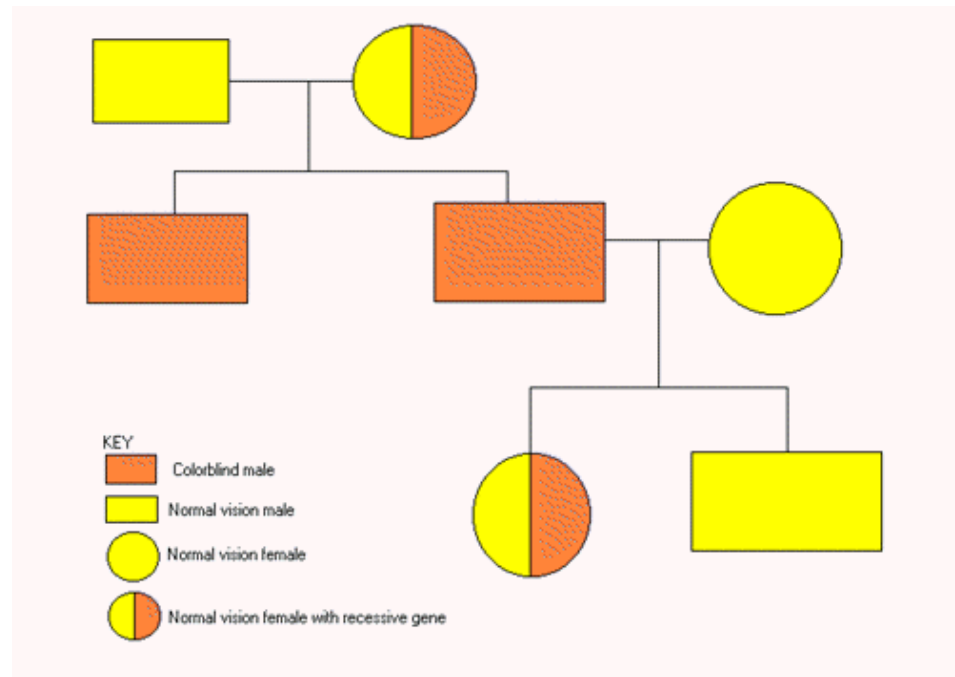 KEY
Colorblind male
Normal vision male
Normal vision female
Normal vision female with recessive gene